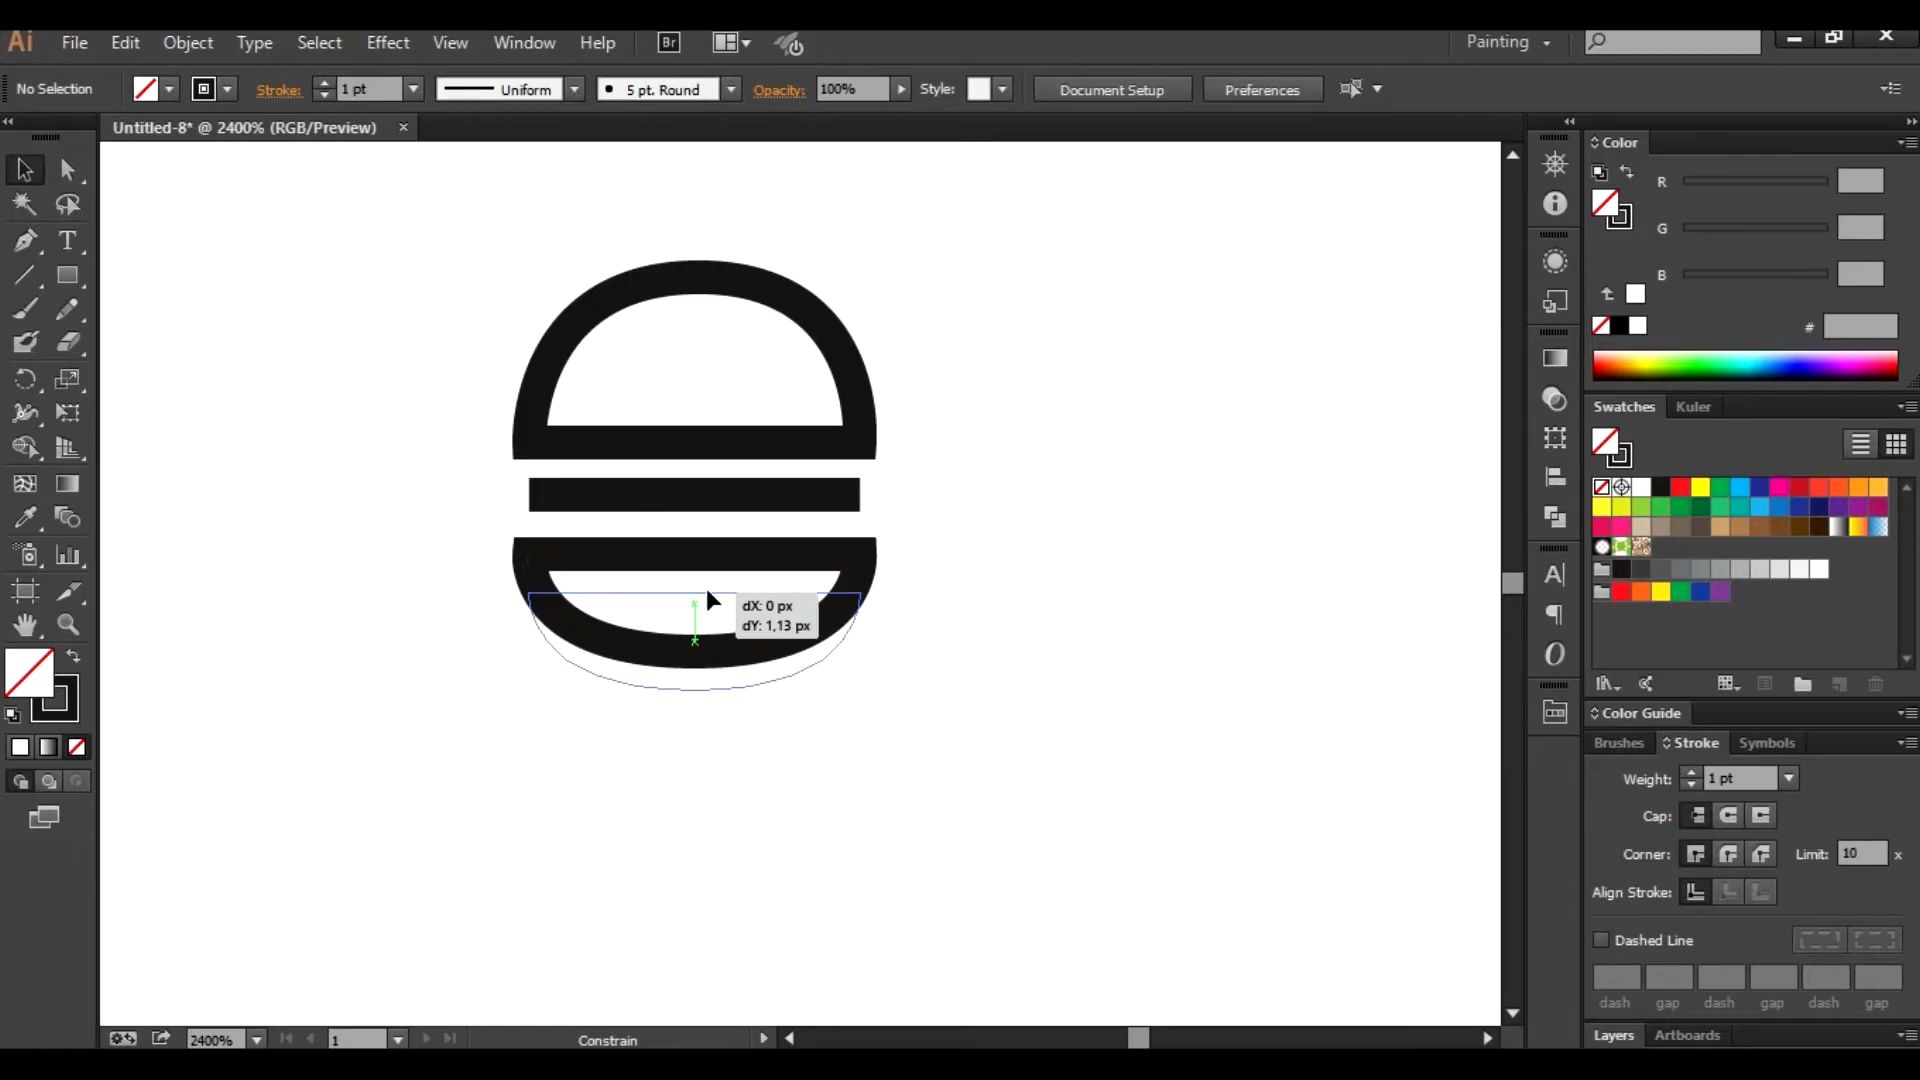 Ai File Edit Object Type Select Effect View Window Help Br Painting
No Selection Stroke: 1 pt Uniform 5 pt. Round Opacity: 100% Style: Document Setup Preferences
Untitled-8* @ 2400% (RGB/Preview) ×
Color
R
G
B
#
Swatches Kuler
dX: 0 px
dY: 1,13 px
Color Guide
Brushes Stroke Symbols
Weight: 1 pt
Cap:
Corner: Limit: 10 x
Align Stroke:
Dashed Line
dash gap dash gap dash gap
Layers Artboards
2400% 1 Constrain